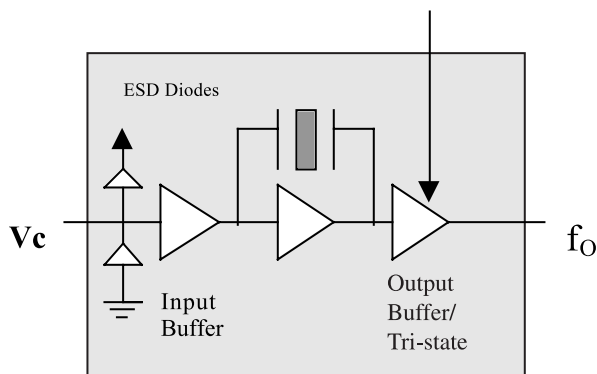 ESD Diodes
Vc
fO
Input
Buffer
Output
Buffer/
Tri-state